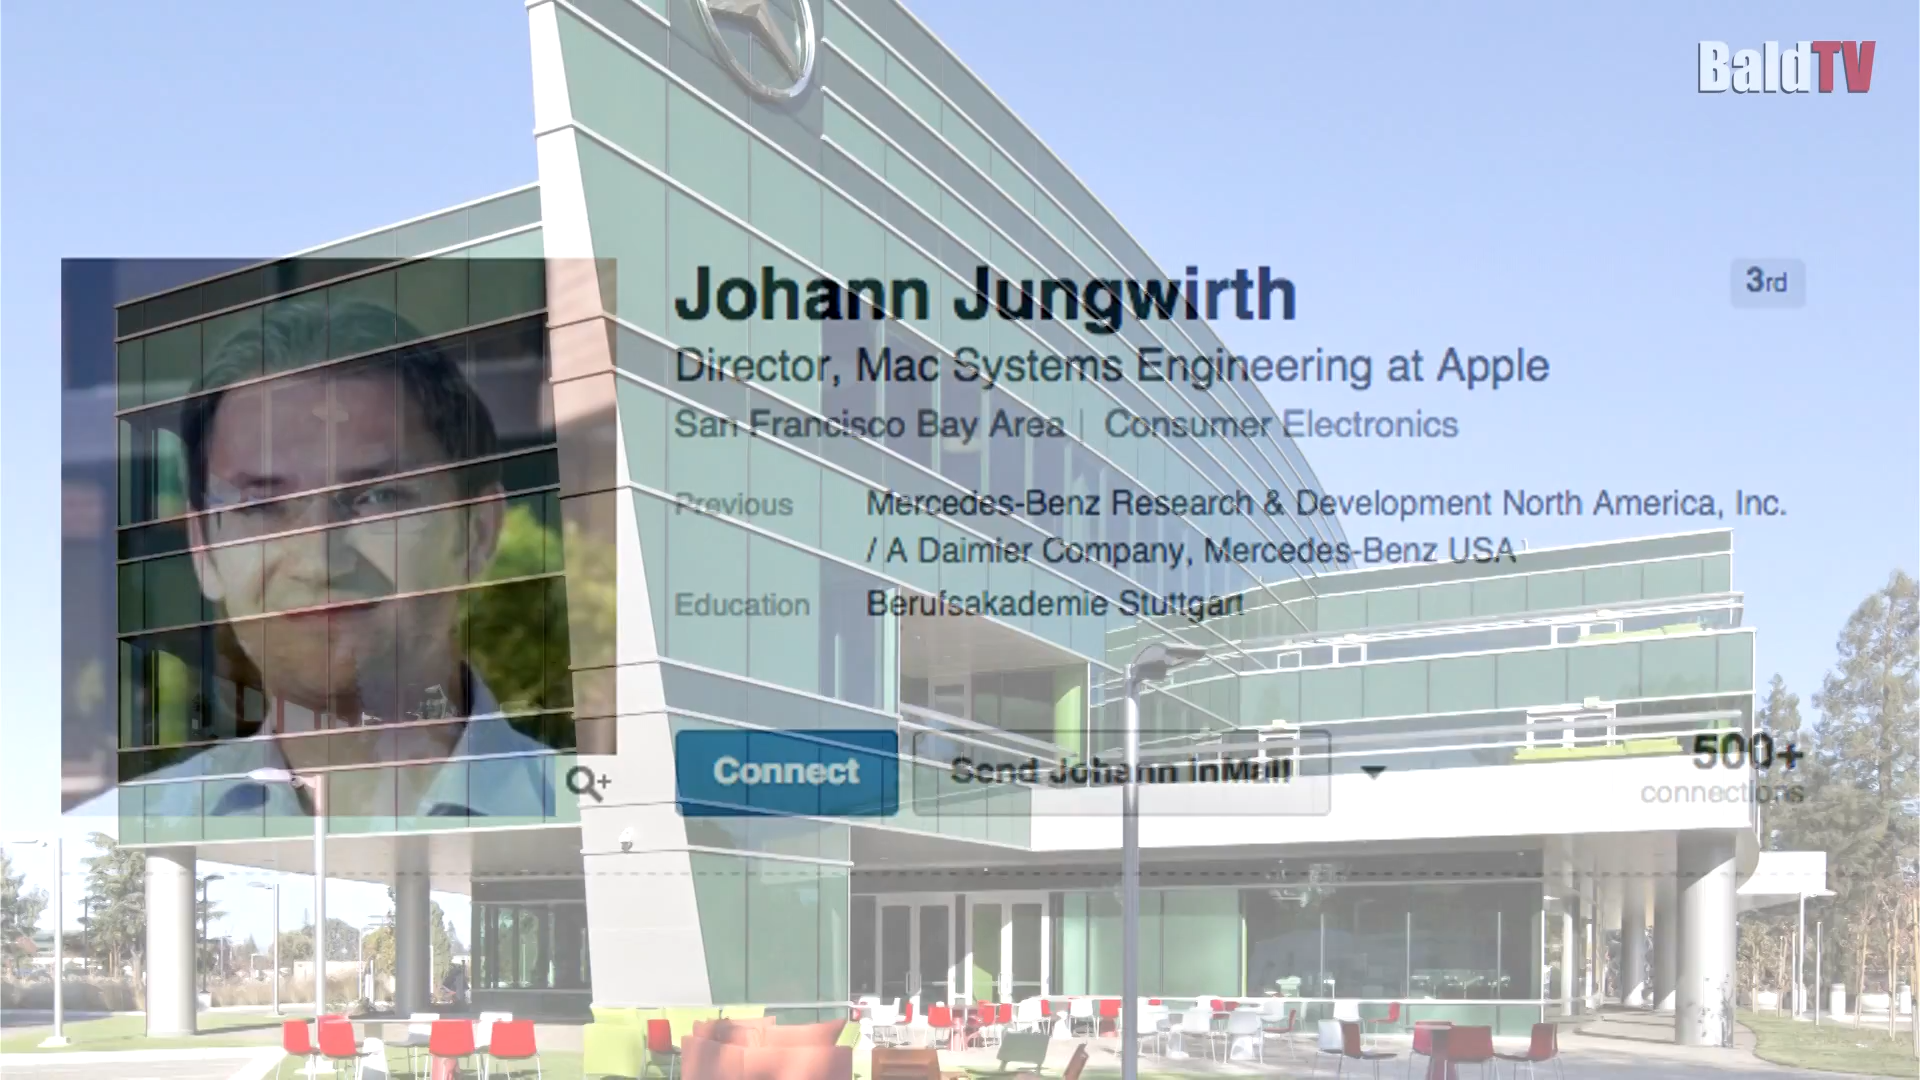 BaldTV
Johann Jungwirth
3rd
Director, Mac Systems Engineering at Apple
San Francisco Bay Area | Consumer Electronics
Previous Mercedes-Benz Research & Development North America, Inc.
/ A Daimler Company, Mercedes-Benz USA
Education Berufsakademie Stuttgart
Connect Send Johann InMail 500+
connections